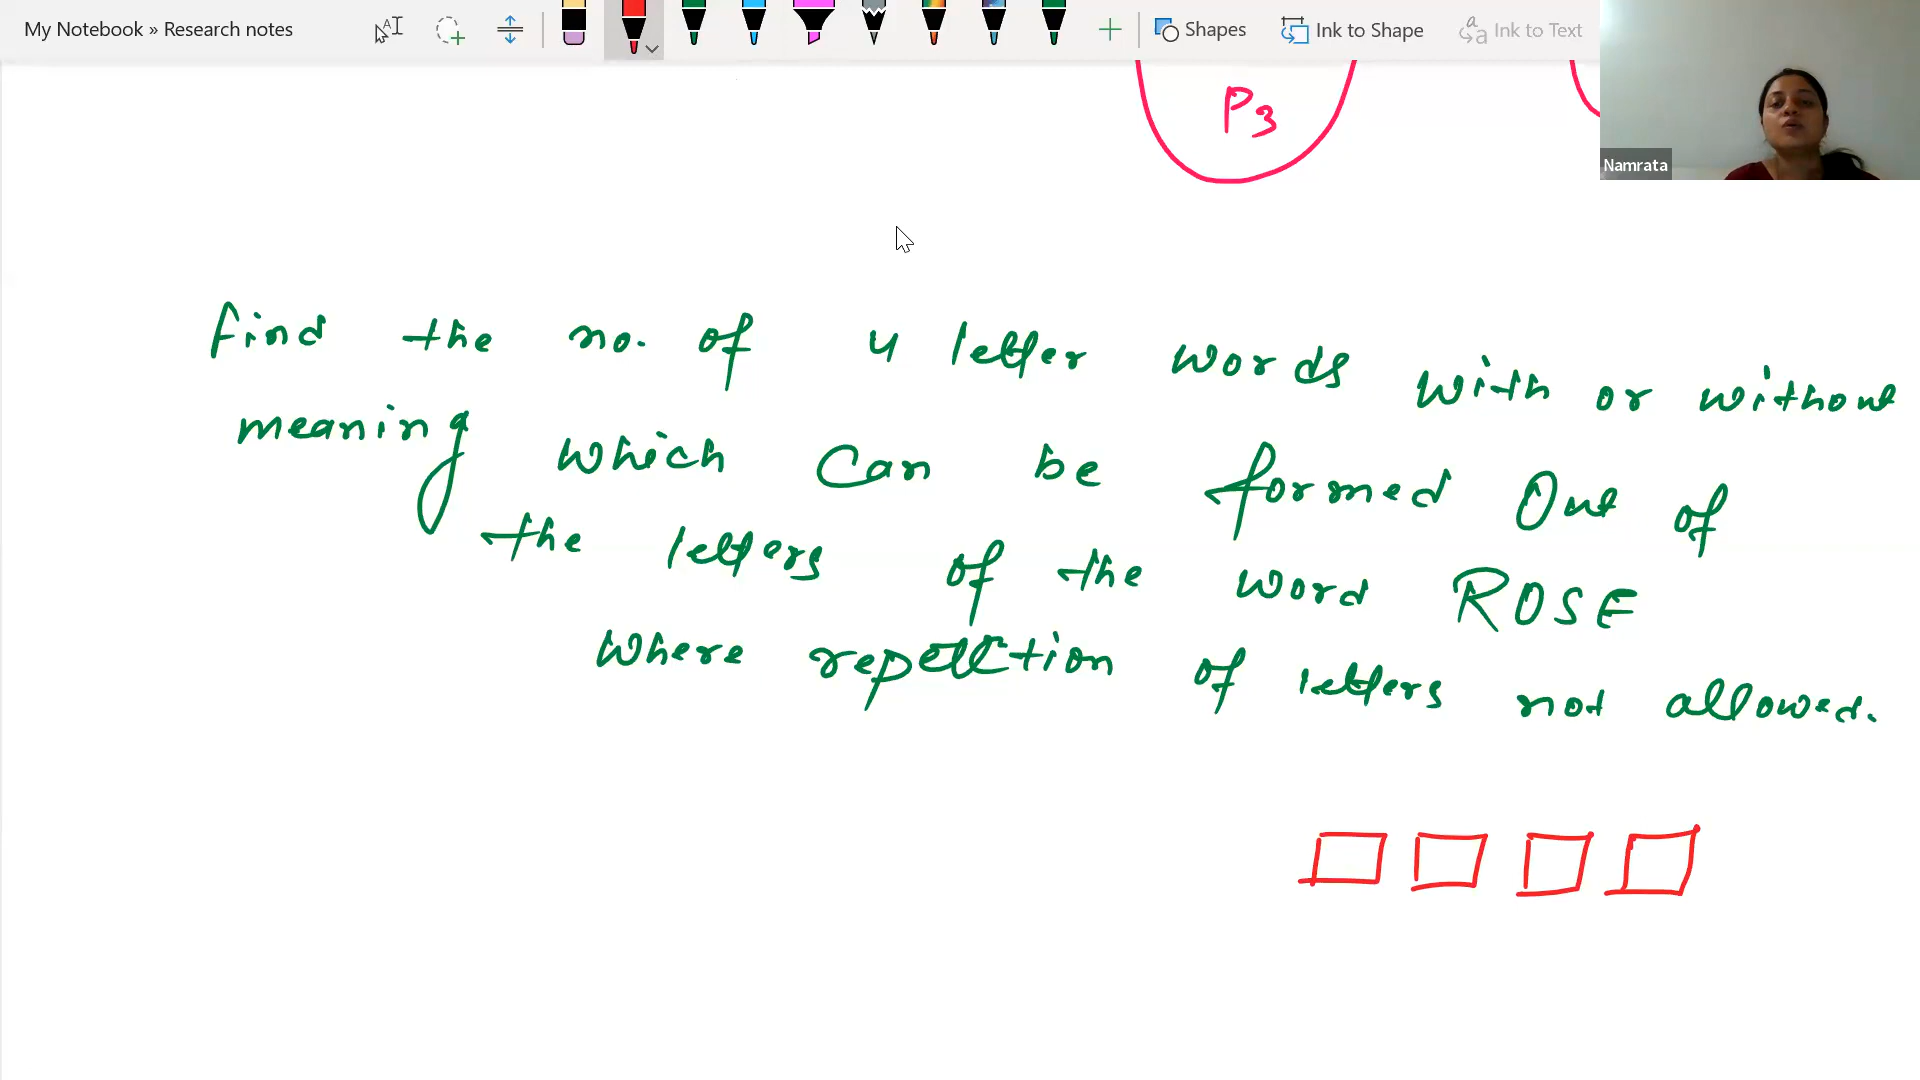 My Notebook » Research notes
Shapes
Ink to Shape
Ink to Text
Namrata
P3
Find the no. of 4 letter words with or without
meaning which can be formed Out of
the letters of the word ROSE
where repetition of letters not allowed.